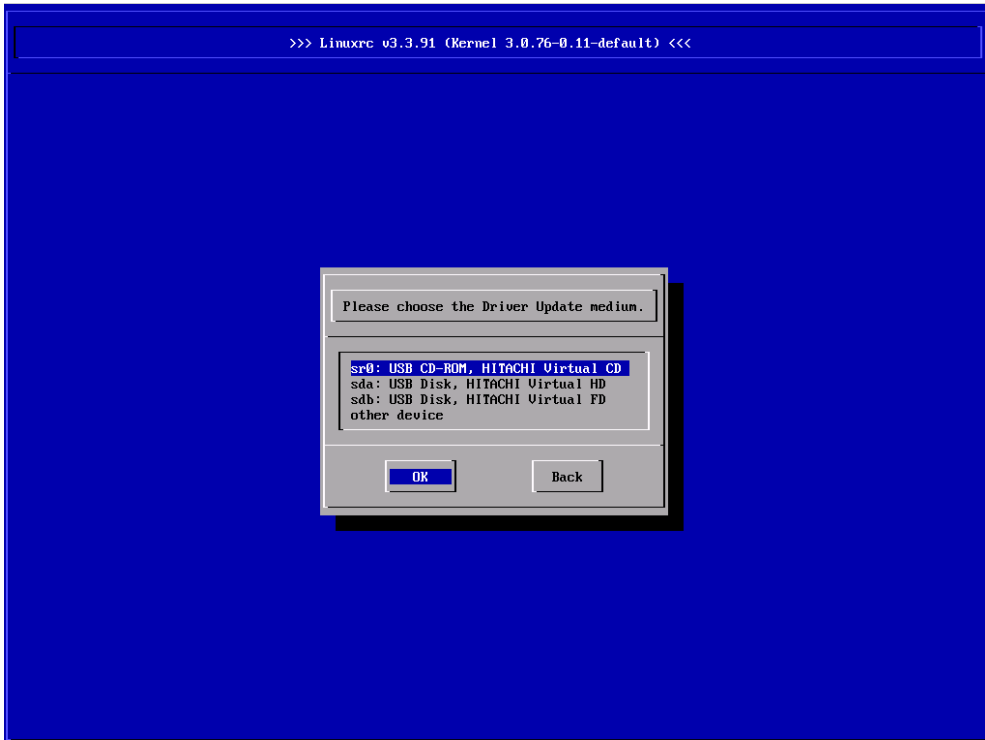 >>> Linuxrc v3.3.91 (Kernel 3.0.76-0.11-default) <<<
Please choose the Driver Update medium.
sr0: USB CD-ROM, HITACHI Virtual CD
sda: USB Disk, HITACHI Virtual HD
sdb: USB Disk, HITACHI Virtual FD
other device
OK Back